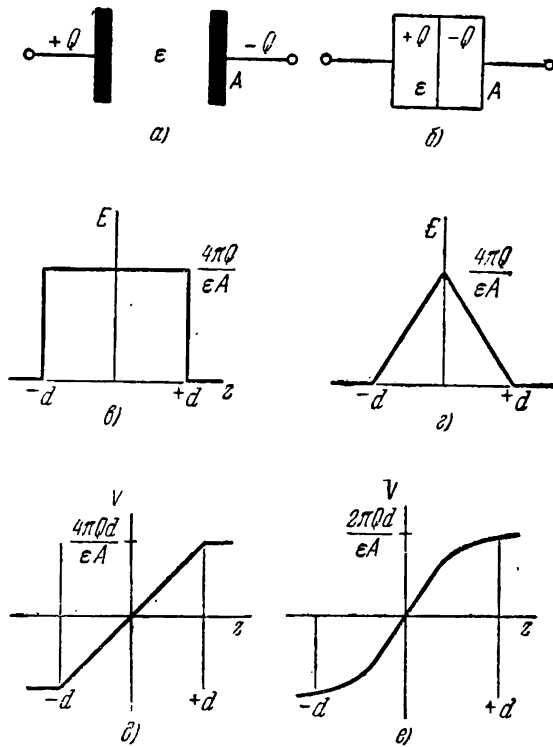 +Q ε −Q A
а)
+Q −Q ε A
б)
E 4πQ/εA −d +d z
в)
E 4πQ/εA −d +d
г)
V 4πQd/εA −d +d z
д)
V 2πQd/εA −d +d z
е)